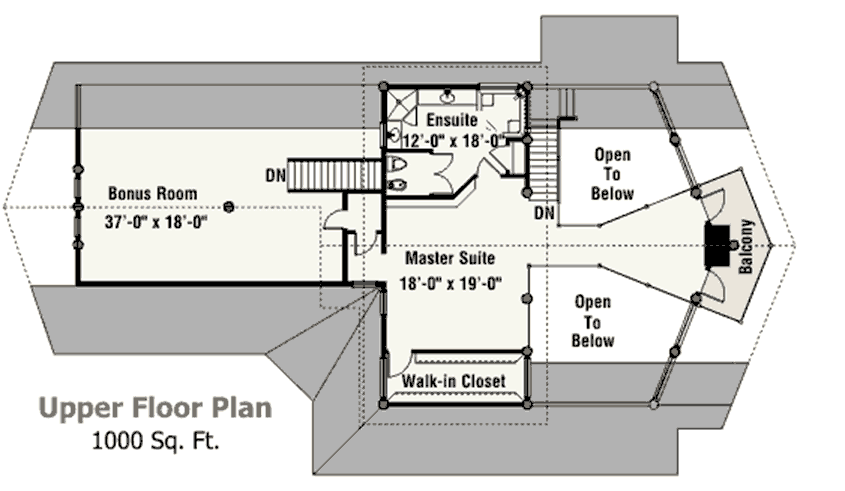 Ensuite
12'-0" x 18'-0"
Open
To
Below
DN
Bonus Room
37'-0" x 18'-0"
DN
Balcony
Master Suite
18'-0" x 19'-0"
Open
To
Below
Walk-in Closet
Upper Floor Plan
1000 Sq. Ft.